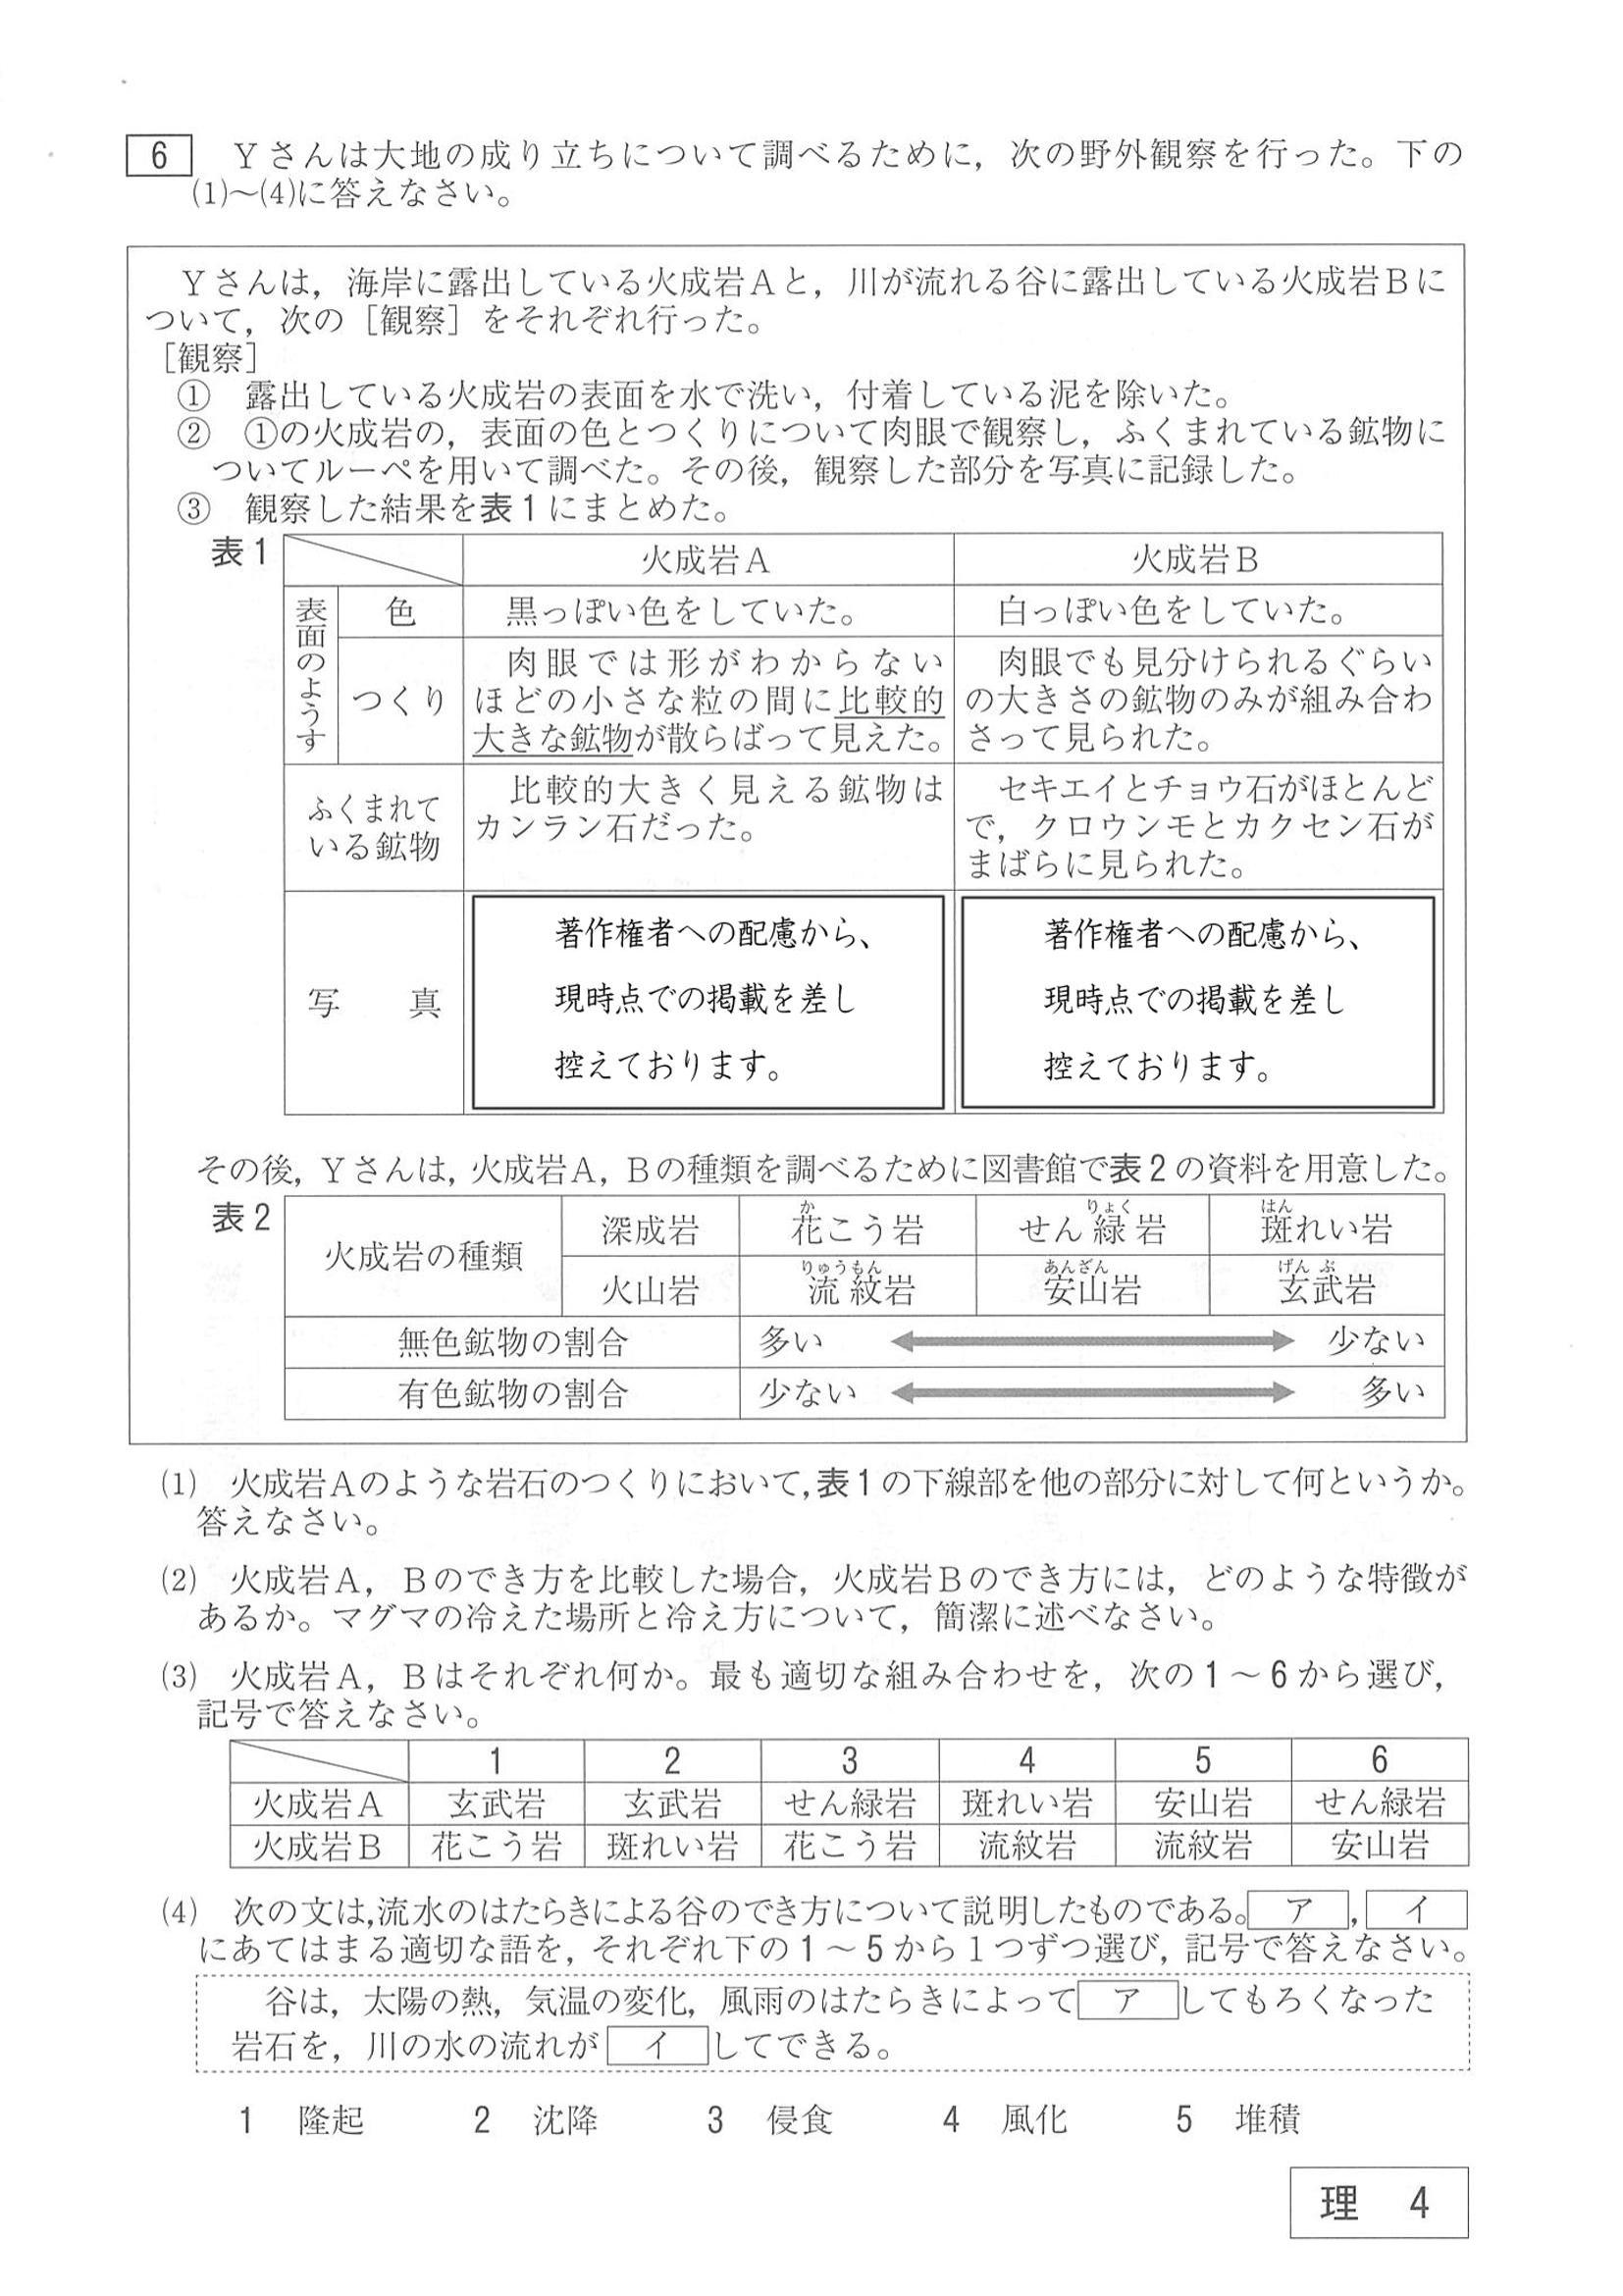 6 Yさんは大地の成り立ちについて調べるために，次の野外観察を行った。下の
(1)～(4)に答えなさい。
Yさんは，海岸に露出している火成岩Aと，川が流れる谷に露出している火成岩Bに
ついて，次の［観察］をそれぞれ行った。
［観察］
① 露出している火成岩の表面を水で洗い，付着している泥を除いた。
② ①の火成岩の，表面の色とつくりについて肉眼で観察し，ふくまれている鉱物に
ついてルーペを用いて調べた。その後，観察した部分を写真に記録した。
③ 観察した結果を表1にまとめた。
表1
火成岩A 火成岩B
表面のようす
色 黒っぽい色をしていた。 白っぽい色をしていた。
つくり
肉眼では形がわからない
ほどの小さな粒の間に比較的
大きな鉱物が散らばって見えた。
肉眼でも見分けられるぐらい
の大きさの鉱物のみが組み合わ
さって見られた。
ふくまれて
いる鉱物
比較的大きく見える鉱物は
カンラン石だった。
セキエイとチョウ石がほとんど
で，クロウンモとカクセン石が
まばらに見られた。
写真
著作権者への配慮から、
現時点での掲載を差し
控えております。
著作権者への配慮から、
現時点での掲載を差し
控えております。
その後，Yさんは，火成岩A，Bの種類を調べるために図書館で表2の資料を用意した。
表2
火成岩の種類
深成岩 花こう岩 せん緑岩 斑れい岩
か りょく はん
火山岩 流紋岩 安山岩 玄武岩
りゅうもん あんざん げんぶ
無色鉱物の割合 多い 少ない
有色鉱物の割合 少ない 多い
(1) 火成岩Aのような岩石のつくりにおいて，表1の下線部を他の部分に対して何というか。
答えなさい。
(2) 火成岩A，Bのでき方を比較した場合，火成岩Bのでき方には，どのような特徴が
あるか。マグマの冷えた場所と冷え方について，簡潔に述べなさい。
(3) 火成岩A，Bはそれぞれ何か。最も適切な組み合わせを，次の1～6から選び，
記号で答えなさい。
1 2 3 4 5 6
火成岩A 玄武岩 玄武岩 せん緑岩 斑れい岩 安山岩 せん緑岩
火成岩B 花こう岩 斑れい岩 花こう岩 流紋岩 流紋岩 安山岩
(4) 次の文は，流水のはたらきによる谷のでき方について説明したものである。ア，イ
にあてはまる適切な語を，それぞれ下の1～5から1つずつ選び，記号で答えなさい。
谷は，太陽の熱，気温の変化，風雨のはたらきによってアしてもろくなった
岩石を，川の水の流れがイしてできる。
1 隆起 2 沈降 3 侵食 4 風化 5 堆積
理 4